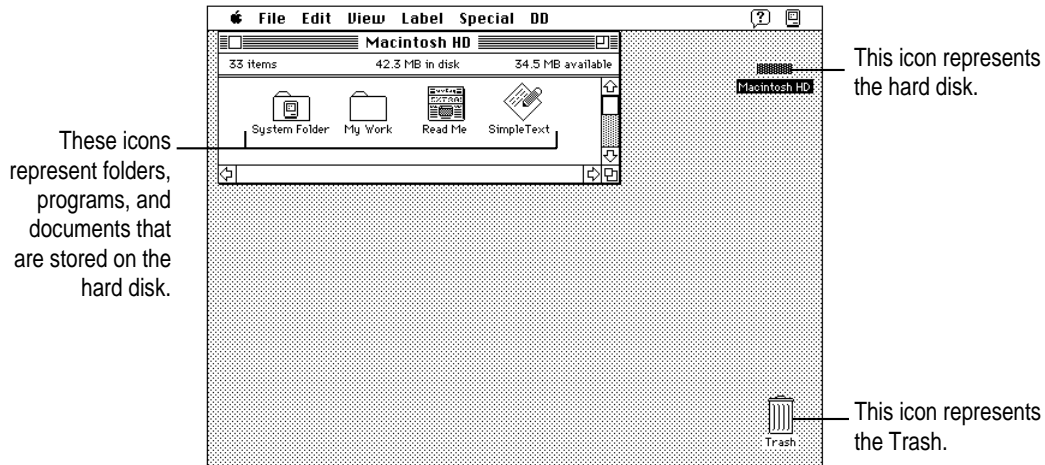 File Edit View Label Special DD
Macintosh HD
33 items 42.3 MB in disk 34.5 MB available
System Folder My Work Read Me SimpleText
Macintosh HD
This icon represents
the hard disk.
These icons
represent folders,
programs, and
documents that
are stored on the
hard disk.
Trash
This icon represents
the Trash.